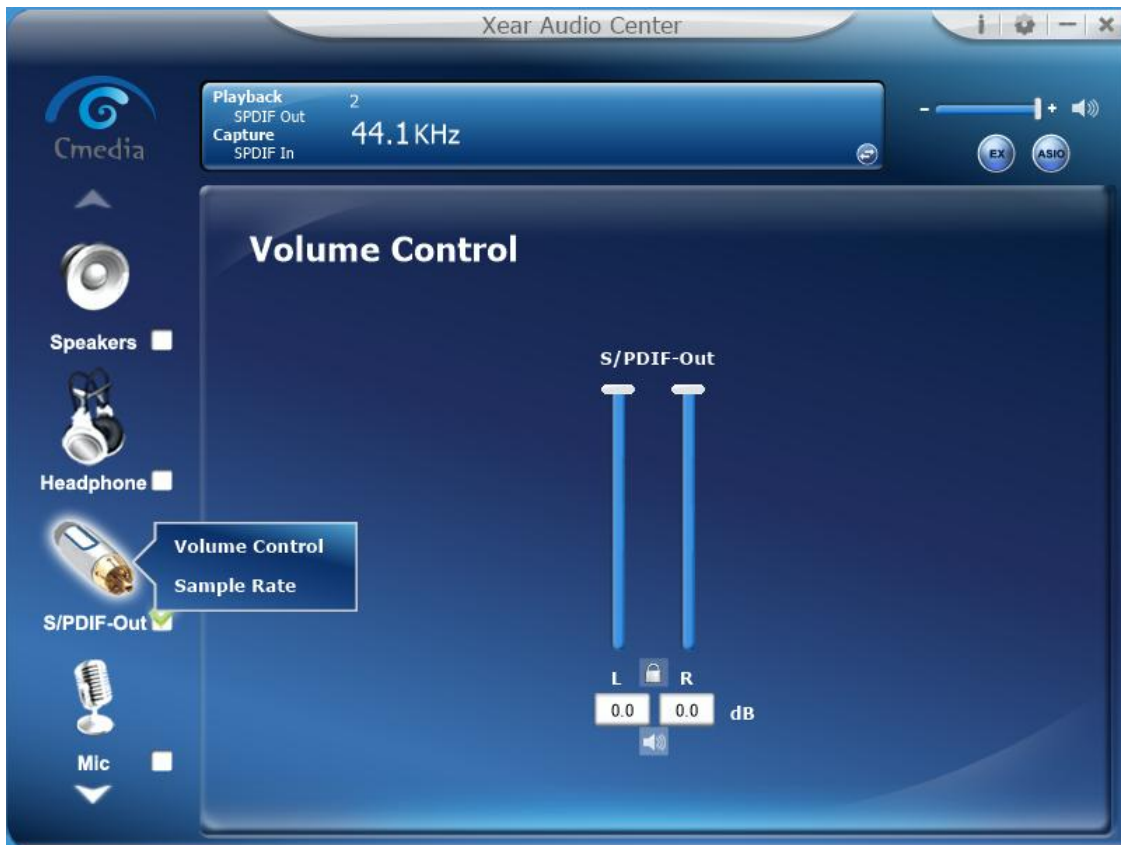 Xear Audio Center
i
Cmedia
Playback 2
SPDIF Out
Capture 44.1KHz
SPDIF In
- +
EX ASIO
Volume Control
Speakers
S/PDIF-Out
Headphone
Volume Control
Sample Rate
S/PDIF-Out
L R
0.0 0.0 dB
Mic